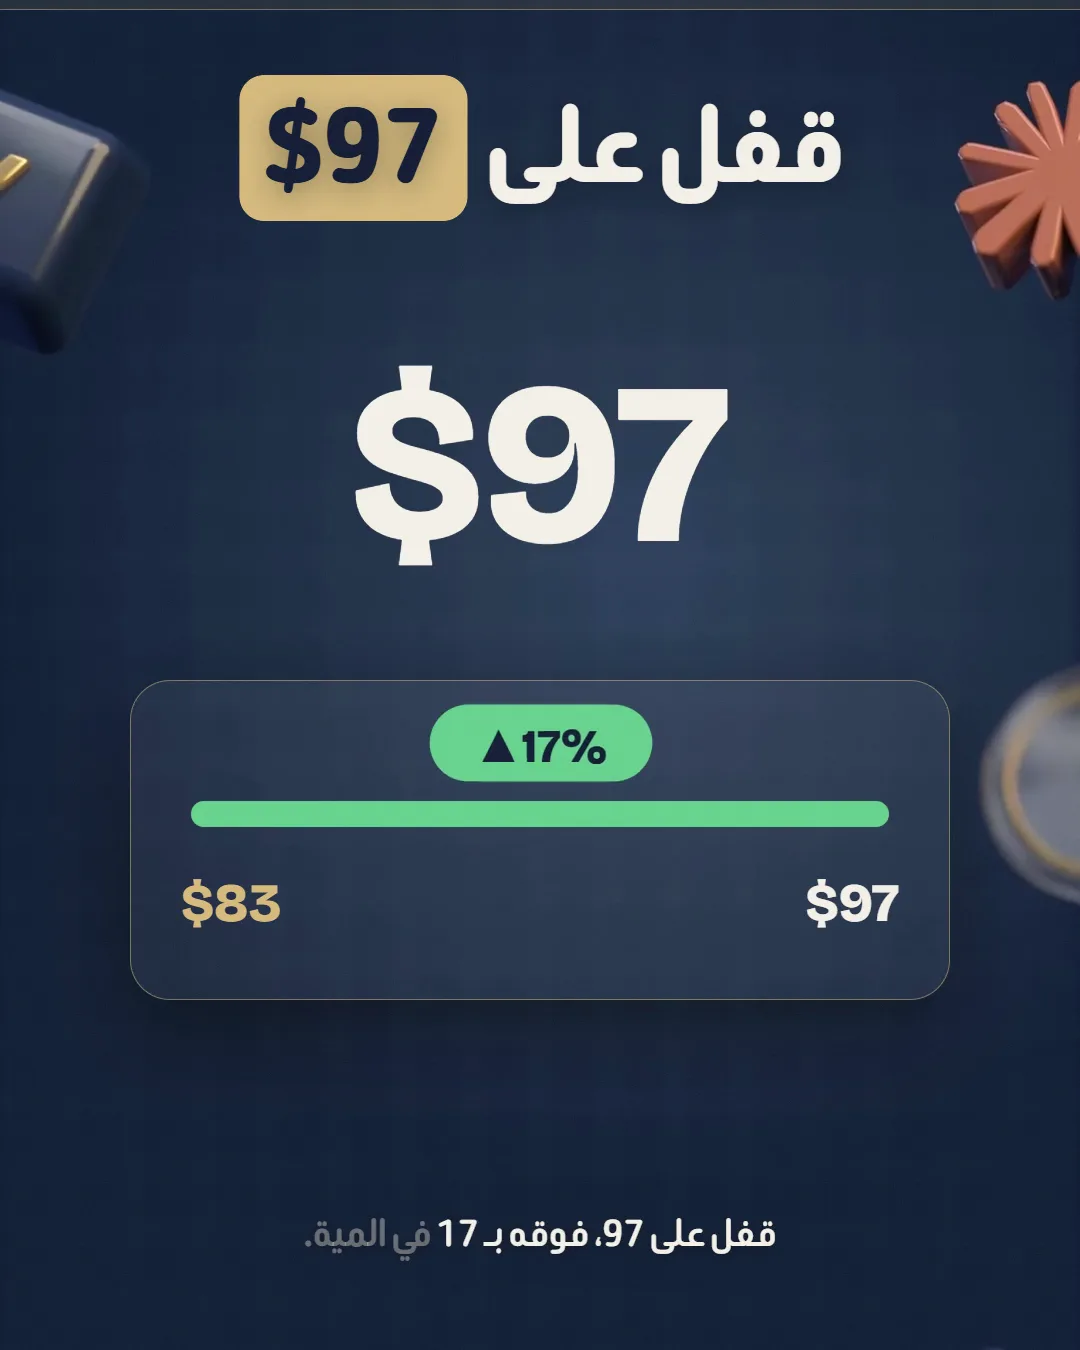 قفل على $97
$97
▲17%
$83 $97
قفل على 97، فوقه بـ 17 في المية.